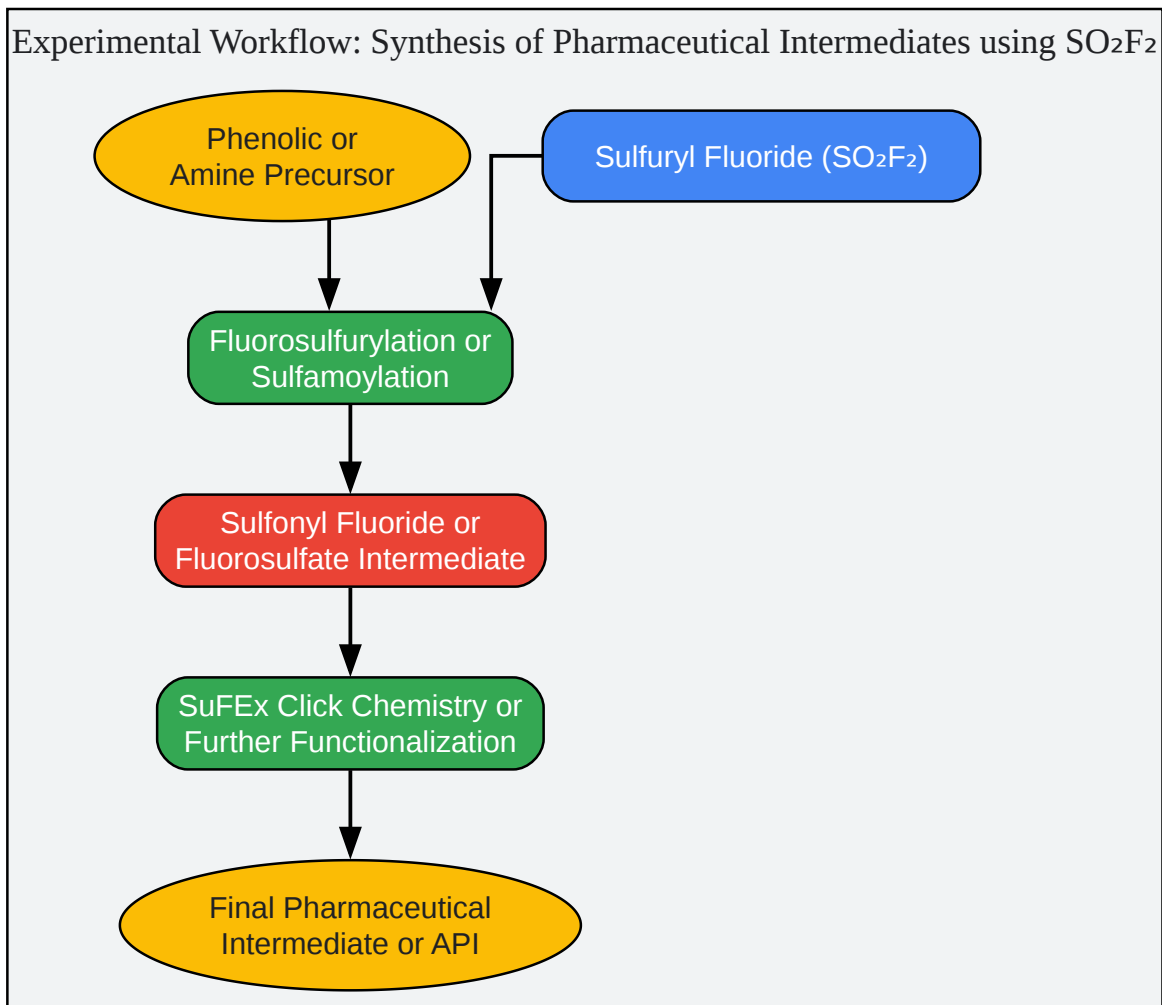 Experimental Workflow: Synthesis of Pharmaceutical Intermediates using SO₂F₂
Phenolic or
Amine Precursor
Sulfuryl Fluoride (SO₂F₂)
Fluorosulfurylation or
Sulfamoylation
Sulfonyl Fluoride or
Fluorosulfate Intermediate
SuFEx Click Chemistry or
Further Functionalization
Final Pharmaceutical
Intermediate or API